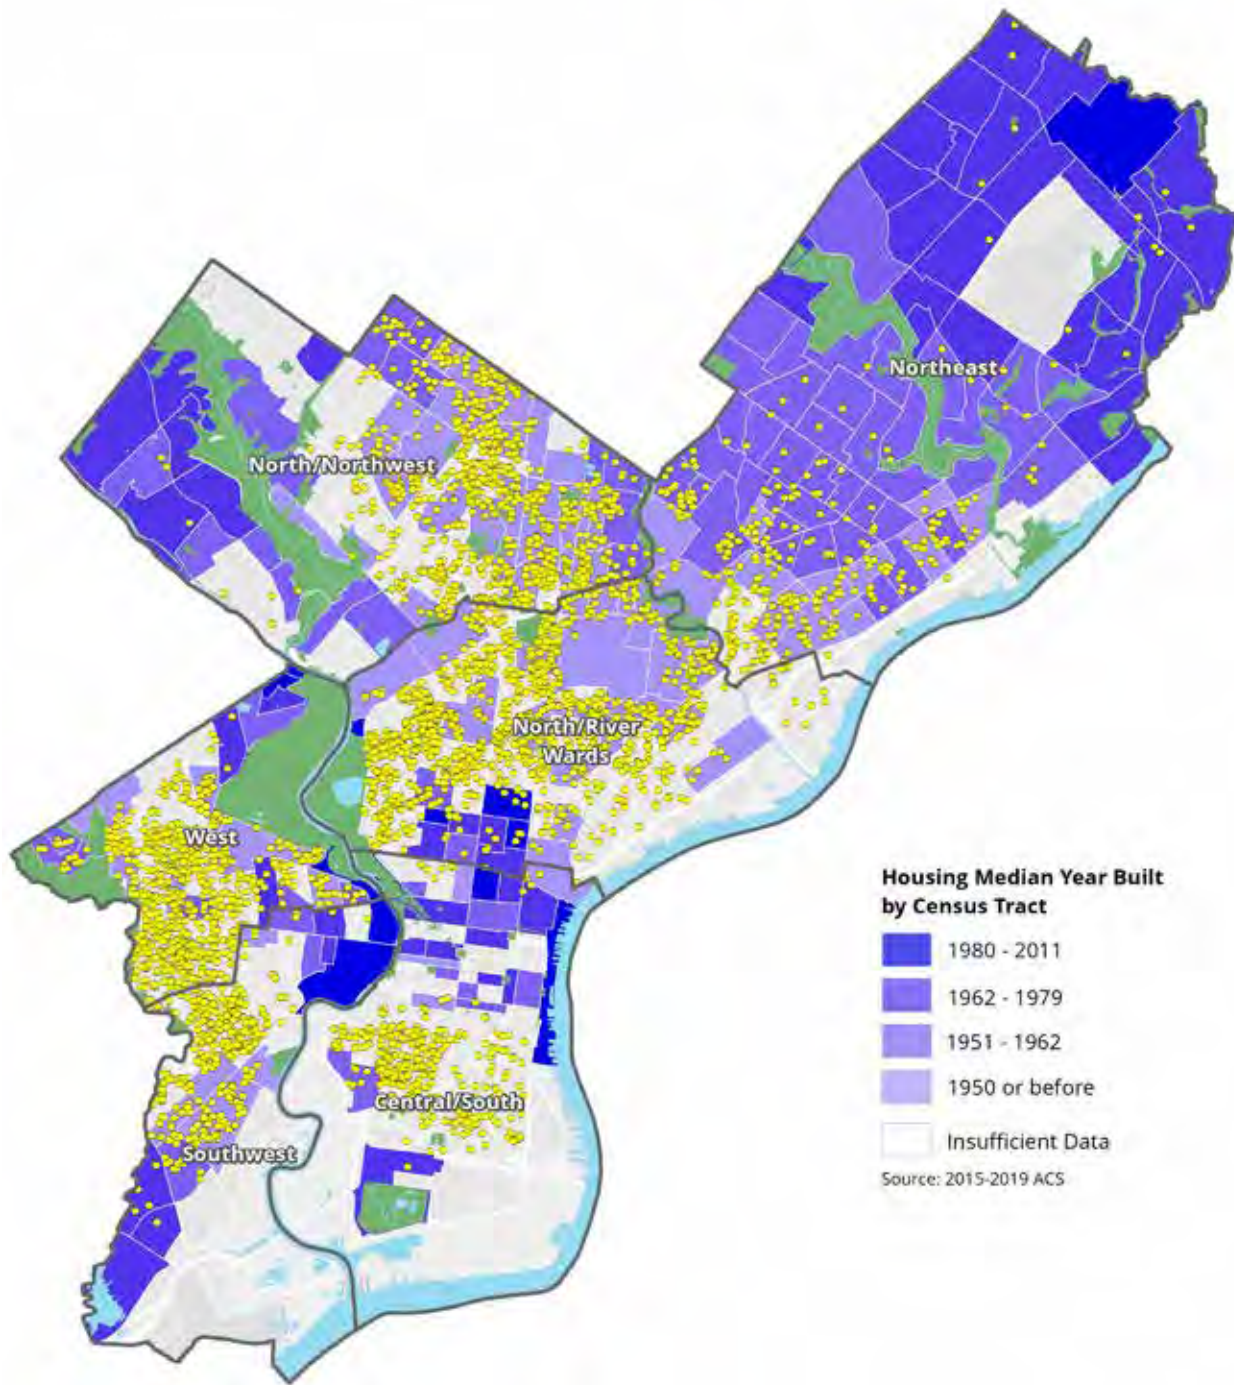 Northeast
North/Northwest
North/River
Wards
West
Central/South
Southwest
Housing Median Year Built
by Census Tract
1980 - 2011
1962 - 1979
1951 - 1962
1950 or before
Insufficient Data
Source: 2015-2019 ACS